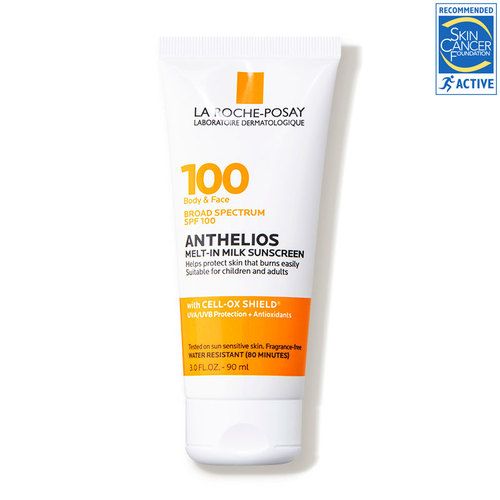 RECOMMENDED
SKIN
CANCER
FOUNDATION
ACTIVE
LA ROCHE-POSAY
LABORATOIRE DERMATOLOGIQUE
100
Body & Face
BROAD SPECTRUM
SPF 100
ANTHELIOS
MELT-IN MILK SUNSCREEN
Helps protect skin that burns easily
Suitable for children and adults
with CELL-OX SHIELD®
UVA/UVB Protection + Antioxidants
Tested on sun sensitive skin. Fragrance-free.
WATER RESISTANT (80 MINUTES)
3.0 FL.OZ. - 90 ml